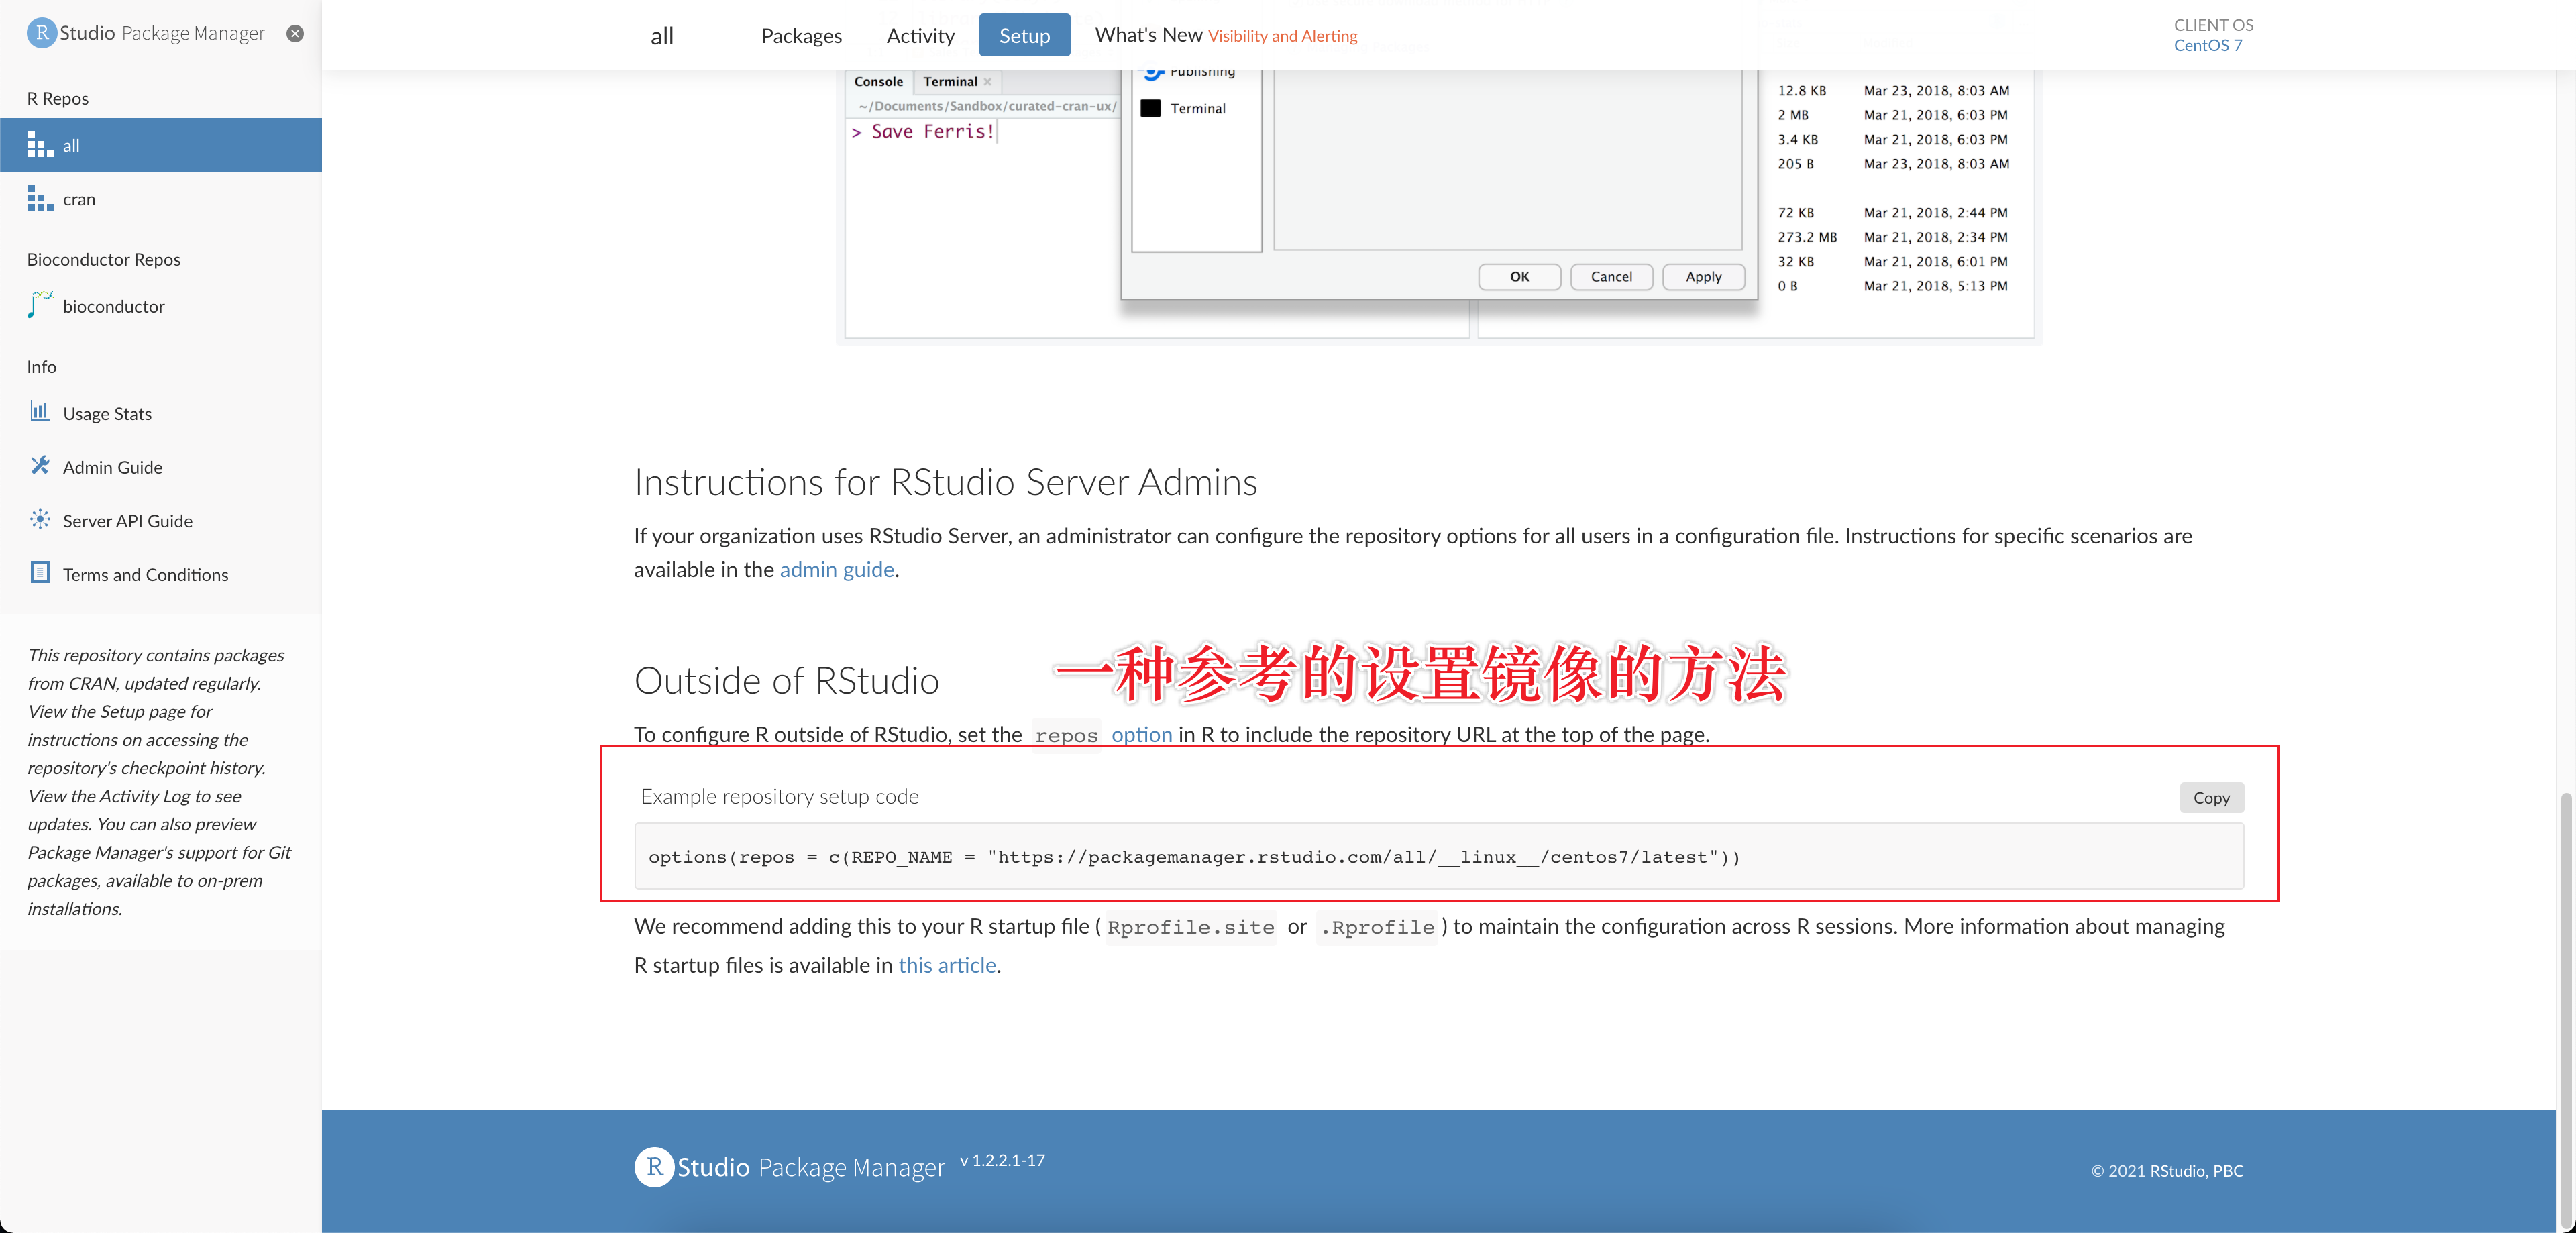 RStudio Package Manager
R Repos
all
cran
Bioconductor Repos
bioconductor
Info
Usage Stats
Admin Guide
Server API Guide
Terms and Conditions
This repository contains packages
from CRAN, updated regularly.
View the Setup page for
instructions on accessing the
repository's checkpoint history.
View the Activity Log to see
updates. You can also preview
Package Manager's support for Git
packages, available to on-prem
installations.
all Packages Activity Setup What's New Visibility and Alerting
CLIENT OS
CentOS 7
Console Terminal ×
~/Documents/Sandbox/curated-cran-ux/
> Save Ferris!
Publishing
Terminal
OK Cancel Apply
12.8 KB Mar 23, 2018, 8:03 AM
2 MB Mar 21, 2018, 6:03 PM
3.4 KB Mar 21, 2018, 6:03 PM
205 B Mar 23, 2018, 8:03 AM
72 KB Mar 21, 2018, 2:44 PM
273.2 MB Mar 21, 2018, 2:34 PM
32 KB Mar 21, 2018, 6:01 PM
0 B Mar 21, 2018, 5:13 PM
Instructions for RStudio Server Admins
If your organization uses RStudio Server, an administrator can configure the repository options for all users in a configuration file. Instructions for specific scenarios are
available in the admin guide.
Outside of RStudio
一种参考的设置镜像的方法
To configure R outside of RStudio, set the repos option in R to include the repository URL at the top of the page.
Example repository setup code
Copy
options(repos = c(REPO_NAME = "https://packagemanager.rstudio.com/all/__linux__/centos7/latest"))
We recommend adding this to your R startup file ( Rprofile.site or .Rprofile ) to maintain the configuration across R sessions. More information about managing
R startup files is available in this article.
RStudio Package Manager v 1.2.2.1-17
© 2021 RStudio, PBC